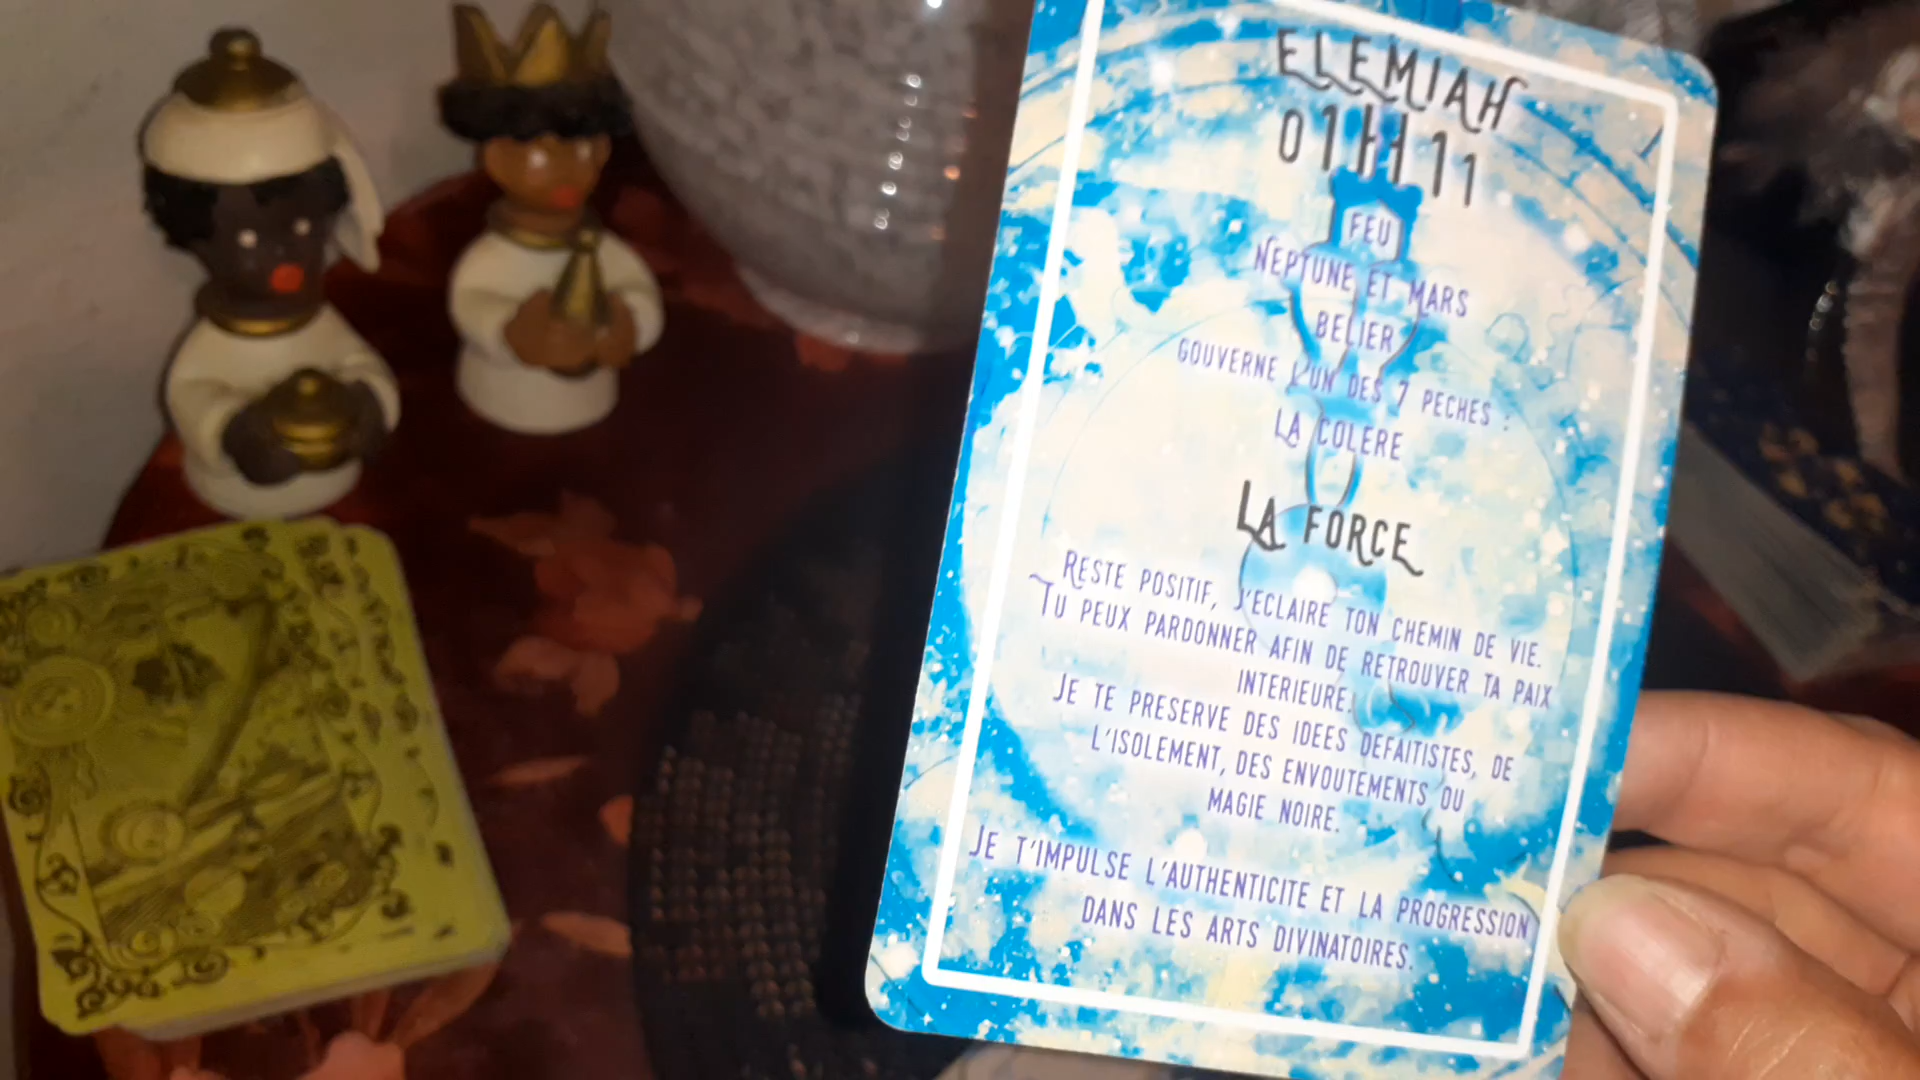 ELEMIAH
01H11
FEU
NEPTUNE ET MARS
BELIER
GOUVERNE L'UN DES 7 PECHES :
LA COLERE
LA FORCE
RESTE POSITIF, J'ECLAIRE TON CHEMIN DE VIE.
TU PEUX PARDONNER AFIN DE RETROUVER TA PAIX
INTERIEURE.
JE TE PRESERVE DES IDEES DEFAITISTES, DE
L'ISOLEMENT, DES ENVOUTEMENTS OU
MAGIE NOIRE.
JE T'IMPULSE L'AUTHENTICITE ET LA PROGRESSION
DANS LES ARTS DIVINATOIRES.